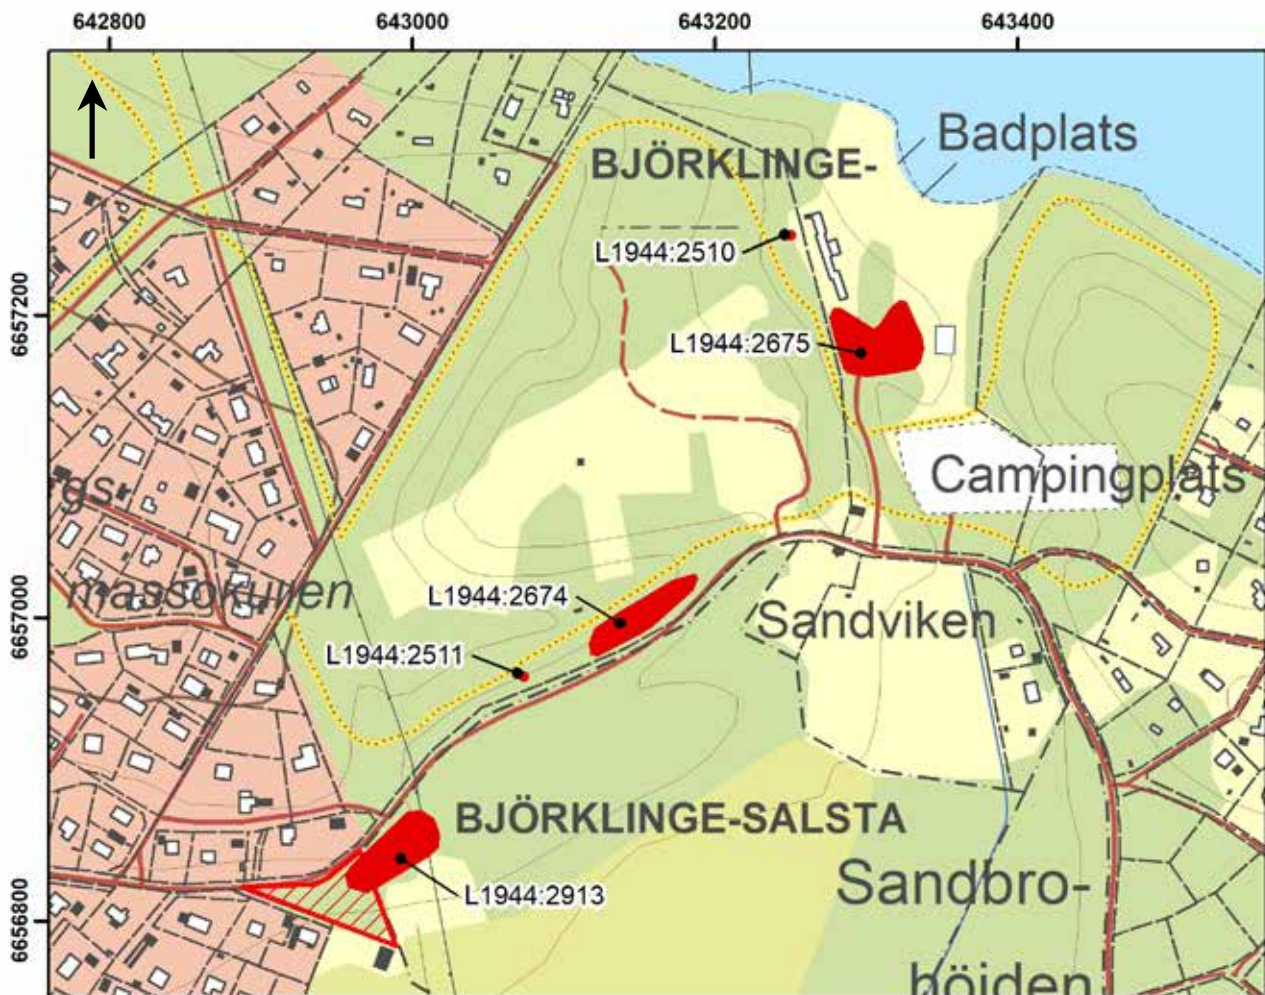 642800
643000
643200
643400
Badplats
BJÖRKLINGE-
L1944:2510
6657200
L1944:2675
Campingplats
gs-
massokuren
L1944:2674
6657000
Sandviken
L1944:2511
BJÖRKLINGE-SALSTA
Sandbro-
L1944:2913
6656800
höjden